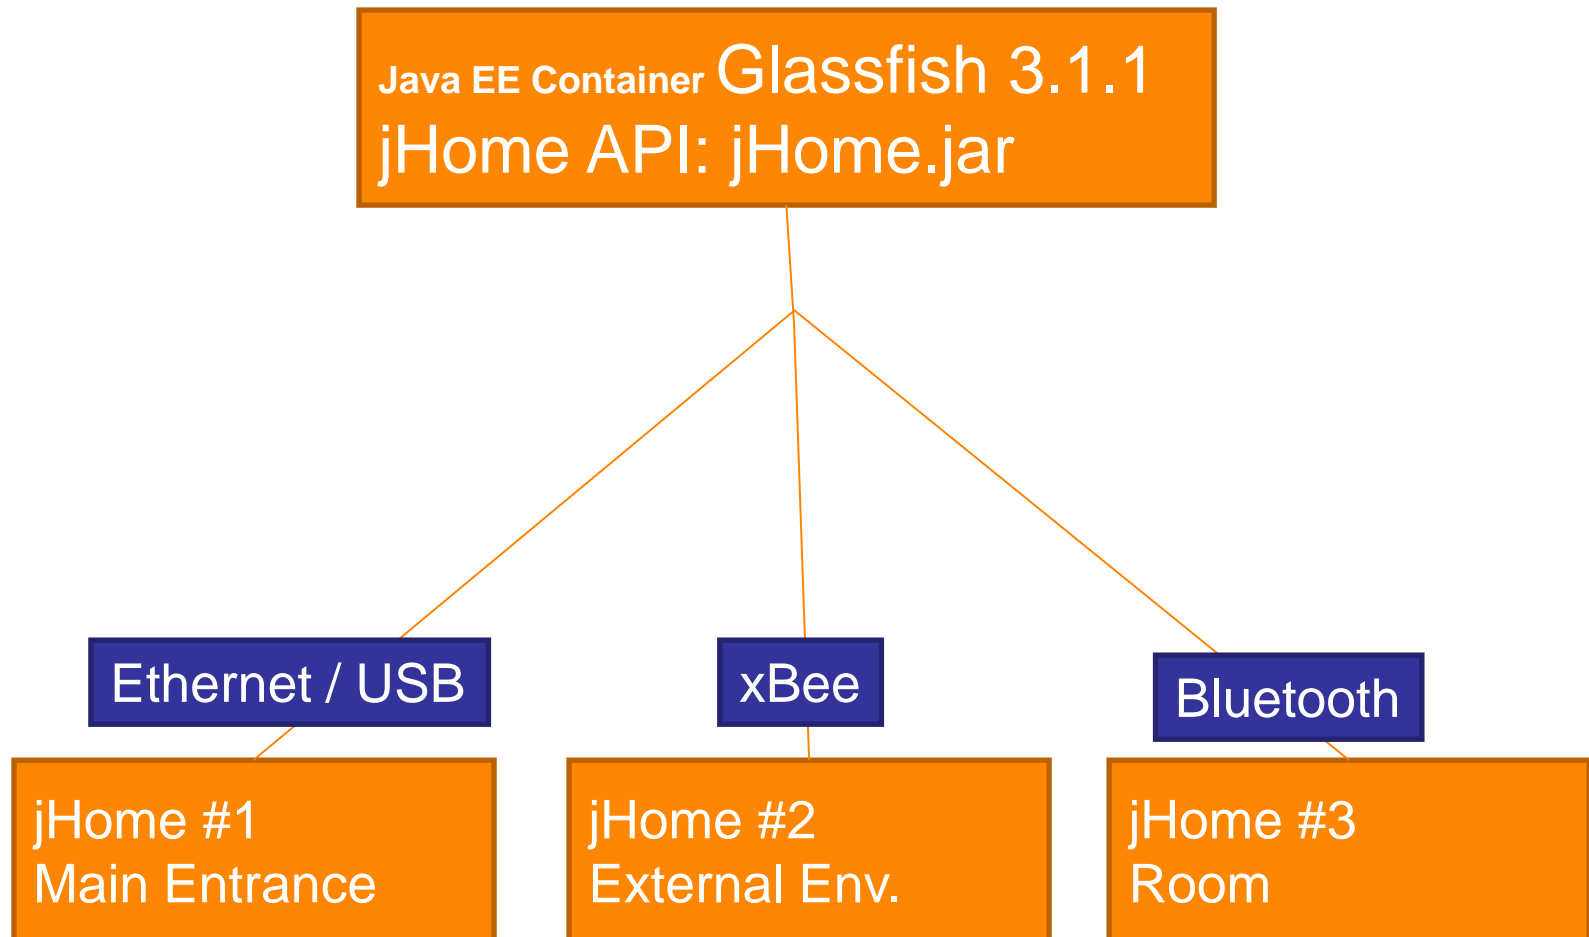 Java EE Container Glassfish 3.1.1
jHome API: jHome.jar
Ethernet / USB
xBee
Bluetooth
jHome #1
Main Entrance
jHome #2
External Env.
jHome #3
Room